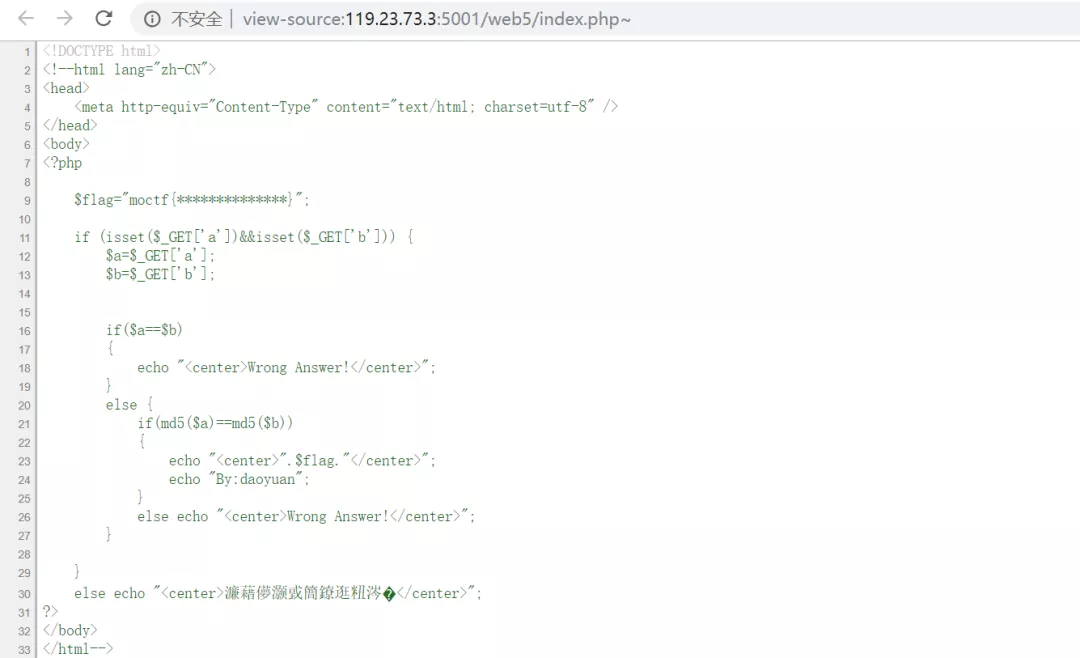 不安全 | view-source:119.23.73.3:5001/web5/index.php~
1 <!DOCTYPE html>
2 <!--html lang="zh-CN">
3 <head>
4 <meta http-equiv="Content-Type" content="text/html; charset=utf-8" />
5 </head>
6 <body>
7 <?php
8
9 $flag="moctf{**************}";
10
11 if (isset($_GET['a'])&&isset($_GET['b'])) {
12 $a=$_GET['a'];
13 $b=$_GET['b'];
14
15
16 if($a==$b)
17 {
18 echo "<center>Wrong Answer!</center>";
19 }
20 else {
21 if(md5($a)==md5($b))
22 {
23 echo "<center>".$flag."</center>";
24 echo "By:daoyuan";
25 }
26 else echo "<center>Wrong Answer!</center>";
27 }
28
29 }
30 else echo "<center>濂藉儚灏戜簡鐐逛粈涔�</center>";
31 ?>
32 </body>
33 </html-->